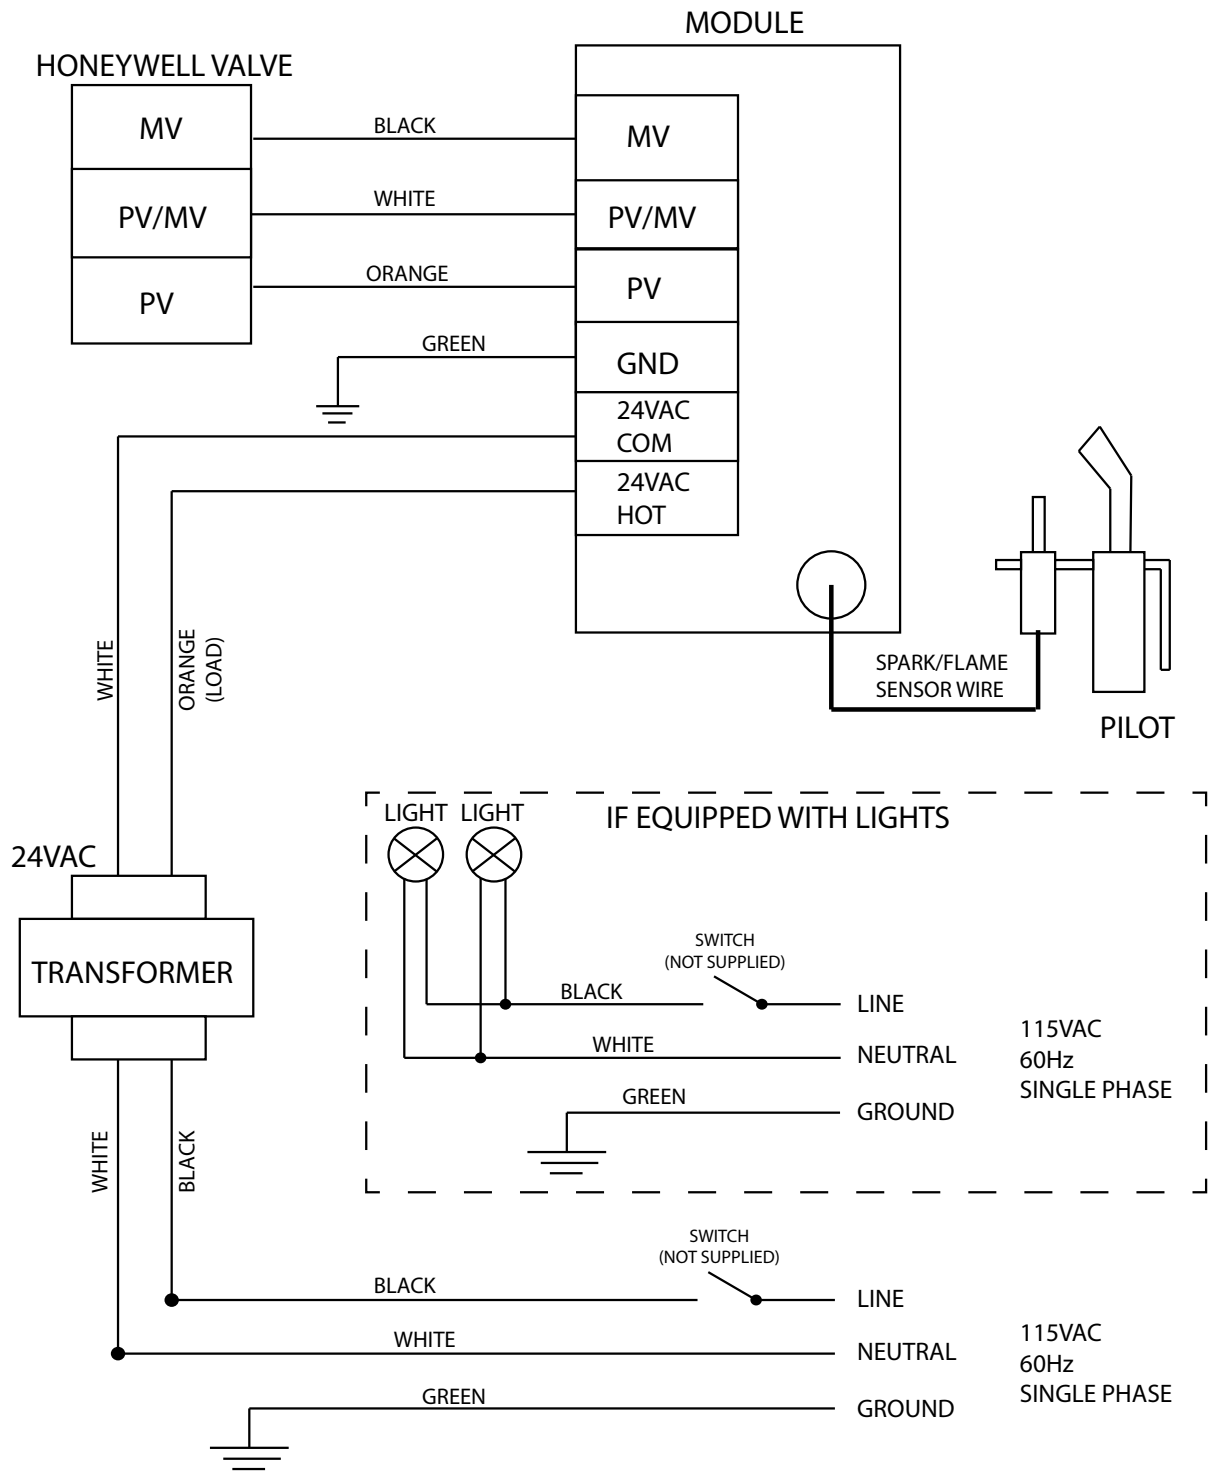 MODULE
HONEYWELL VALVE
MV
BLACK
MV
PV/MV
WHITE
PV/MV
PV
ORANGE
PV
GREEN
GND
24VAC
COM
24VAC
HOT
WHITE
ORANGE
(LOAD)
SPARK/FLAME
SENSOR WIRE
PILOT
24VAC
TRANSFORMER
LIGHT
LIGHT
IF EQUIPPED WITH LIGHTS
SWITCH
(NOT SUPPLIED)
BLACK
LINE
WHITE
NEUTRAL
GREEN
GROUND
115VAC
60Hz
SINGLE PHASE
WHITE
BLACK
SWITCH
(NOT SUPPLIED)
BLACK
LINE
WHITE
NEUTRAL
GREEN
GROUND
115VAC
60Hz
SINGLE PHASE